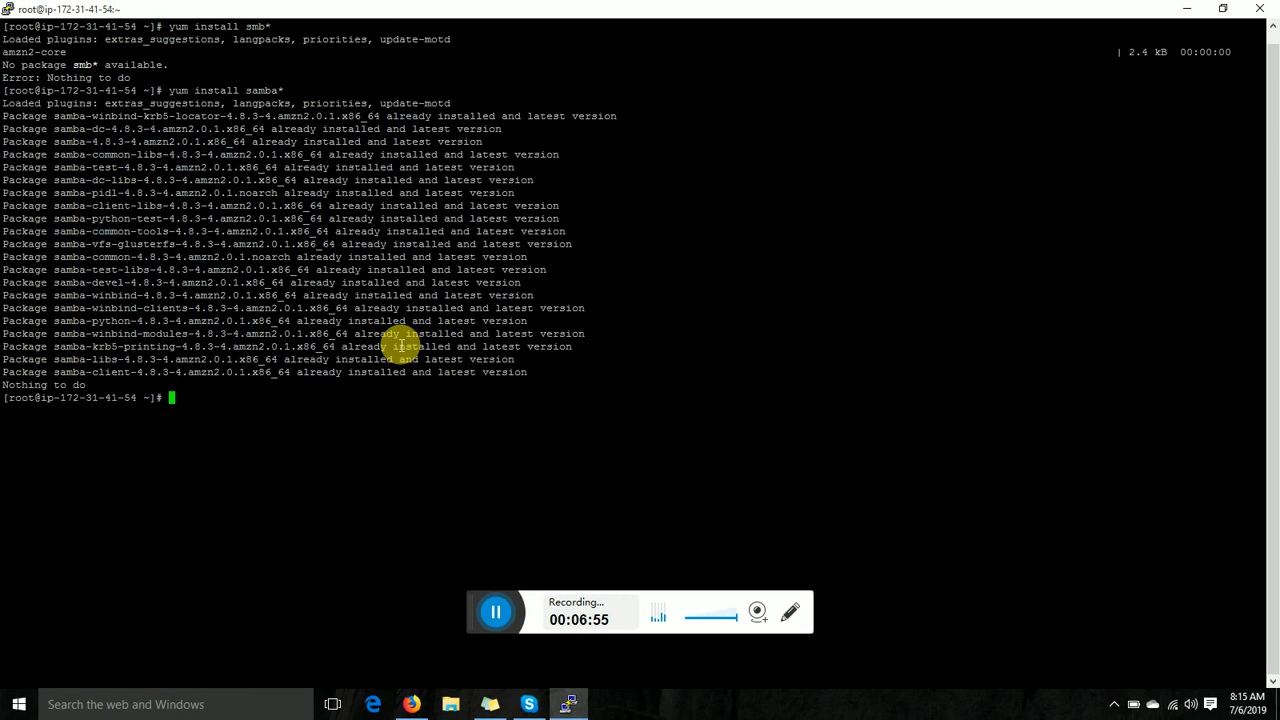 root@ip-172-31-41-54:~
[root@ip-172-31-41-54 ~]# yum install smb*
Loaded plugins: extras_suggestions, langpacks, priorities, update-motd
amzn2-core | 2.4 kB 00:00:00
No package smb* available.
Error: Nothing to do
[root@ip-172-31-41-54 ~]# yum install samba*
Loaded plugins: extras_suggestions, langpacks, priorities, update-motd
Package samba-winbind-krb5-locator-4.8.3-4.amzn2.0.1.x86_64 already installed and latest version
Package samba-dc-4.8.3-4.amzn2.0.1.x86_64 already installed and latest version
Package samba-4.8.3-4.amzn2.0.1.x86_64 already installed and latest version
Package samba-common-libs-4.8.3-4.amzn2.0.1.x86_64 already installed and latest version
Package samba-test-4.8.3-4.amzn2.0.1.x86_64 already installed and latest version
Package samba-dc-libs-4.8.3-4.amzn2.0.1.x86_64 already installed and latest version
Package samba-pidl-4.8.3-4.amzn2.0.1.noarch already installed and latest version
Package samba-client-libs-4.8.3-4.amzn2.0.1.x86_64 already installed and latest version
Package samba-python-test-4.8.3-4.amzn2.0.1.x86_64 already installed and latest version
Package samba-common-tools-4.8.3-4.amzn2.0.1.x86_64 already installed and latest version
Package samba-vfs-glusterfs-4.8.3-4.amzn2.0.1.x86_64 already installed and latest version
Package samba-common-4.8.3-4.amzn2.0.1.noarch already installed and latest version
Package samba-test-libs-4.8.3-4.amzn2.0.1.x86_64 already installed and latest version
Package samba-devel-4.8.3-4.amzn2.0.1.x86_64 already installed and latest version
Package samba-winbind-4.8.3-4.amzn2.0.1.x86_64 already installed and latest version
Package samba-winbind-clients-4.8.3-4.amzn2.0.1.x86_64 already installed and latest version
Package samba-python-4.8.3-4.amzn2.0.1.x86_64 already installed and latest version
Package samba-winbind-modules-4.8.3-4.amzn2.0.1.x86_64 already installed and latest version
Package samba-krb5-printing-4.8.3-4.amzn2.0.1.x86_64 already installed and latest version
Package samba-libs-4.8.3-4.amzn2.0.1.x86_64 already installed and latest version
Package samba-client-4.8.3-4.amzn2.0.1.x86_64 already installed and latest version
Nothing to do
[root@ip-172-31-41-54 ~]#
Recording...
00:06:55
Search the web and Windows
8:15 AM
7/6/2019